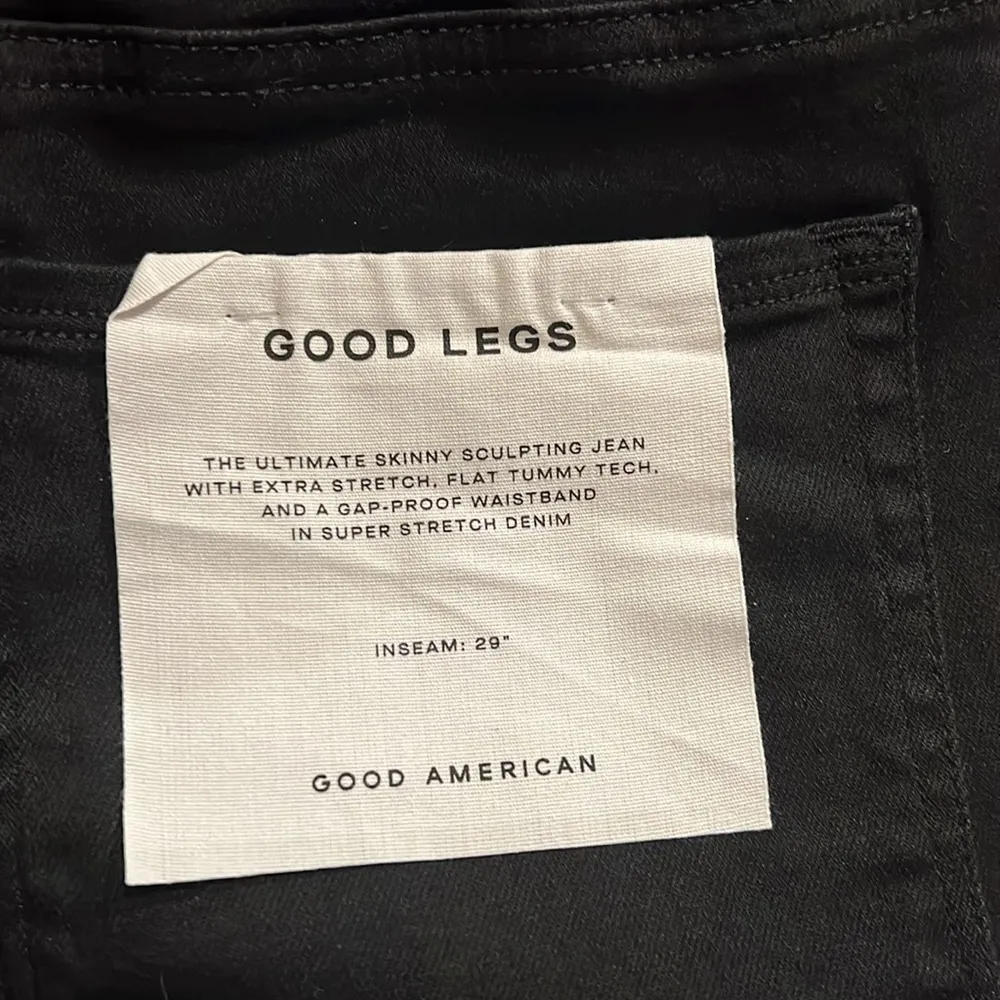 GOOD LEGS
THE ULTIMATE SKINNY SCULPTING JEAN
WITH EXTRA STRETCH, FLAT TUMMY TECH,
AND A GAP-PROOF WAISTBAND
IN SUPER STRETCH DENIM
INSEAM: 29"
GOOD AMERICAN